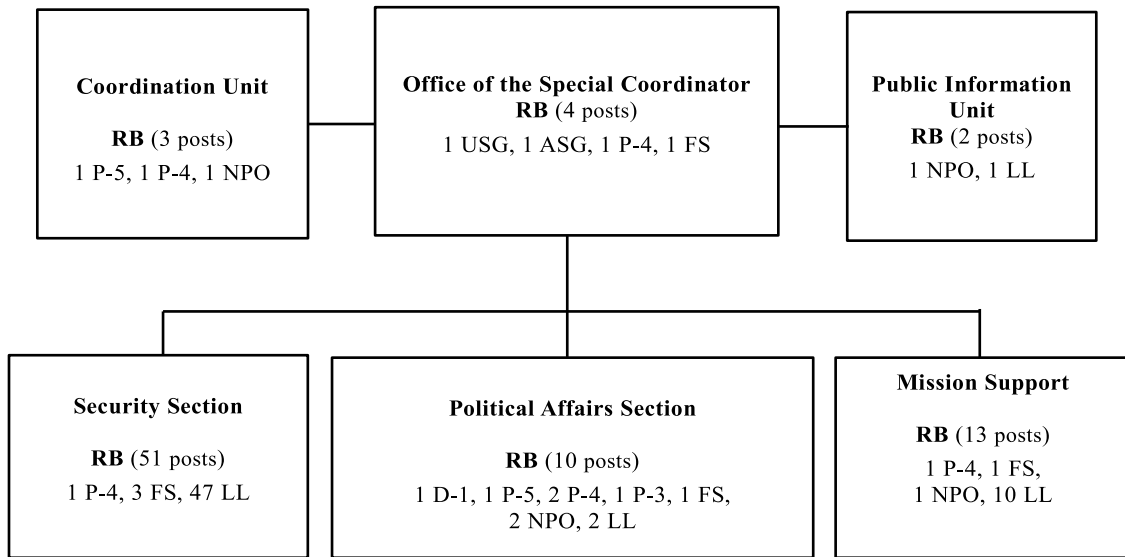 Coordination Unit
RB (3 posts)
1 P-5, 1 P-4, 1 NPO
Office of the Special Coordinator
RB (4 posts)
1 USG, 1 ASG, 1 P-4, 1 FS
Public Information
Unit
RB (2 posts)
1 NPO, 1 LL
Security Section
RB (51 posts)
1 P-4, 3 FS, 47 LL
Political Affairs Section
RB (10 posts)
1 D-1, 1 P-5, 2 P-4, 1 P-3, 1 FS,
2 NPO, 2 LL
Mission Support
RB (13 posts)
1 P-4, 1 FS,
1 NPO, 10 LL